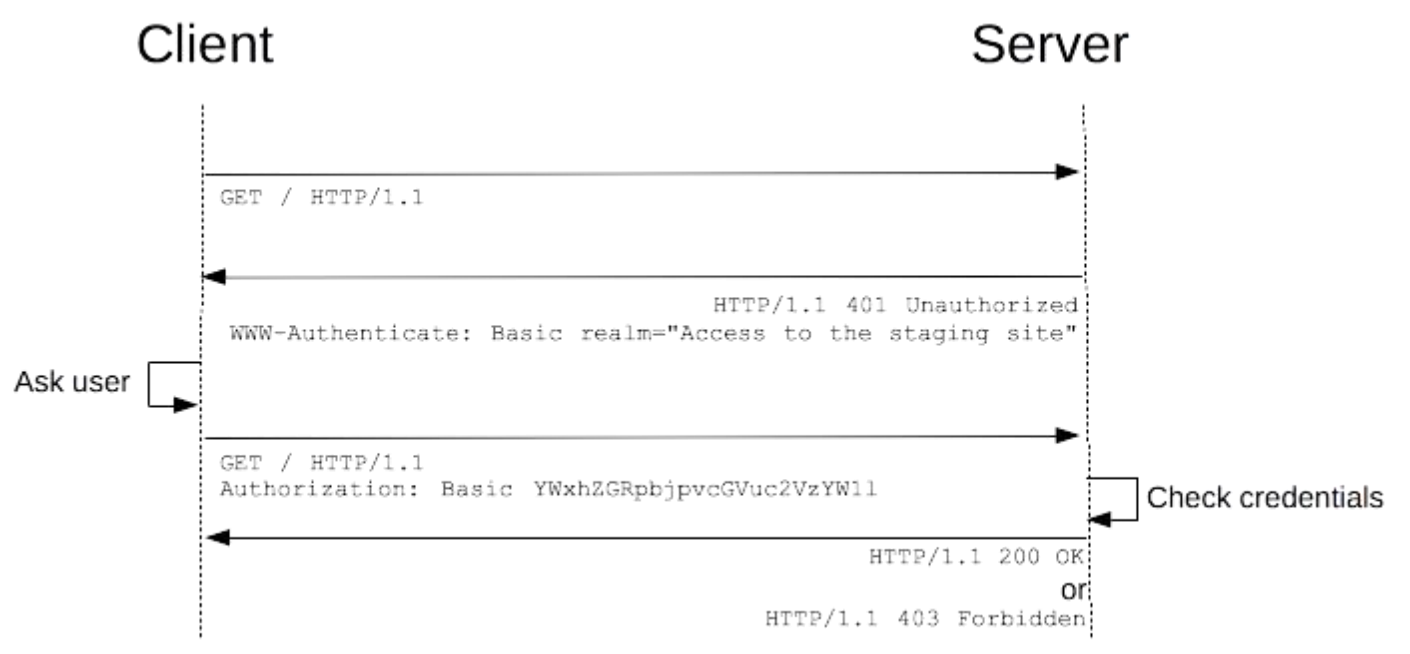 Client
Server
GET / HTTP/1.1
HTTP/1.1 401 Unauthorized
WWW-Authenticate: Basic realm="Access to the staging site"
Ask user
GET / HTTP/1.1
Authorization: Basic YWxhZGRpbjpvcGVuc2VzYW1l
Check credentials
HTTP/1.1 200 OK
or
HTTP/1.1 403 Forbidden